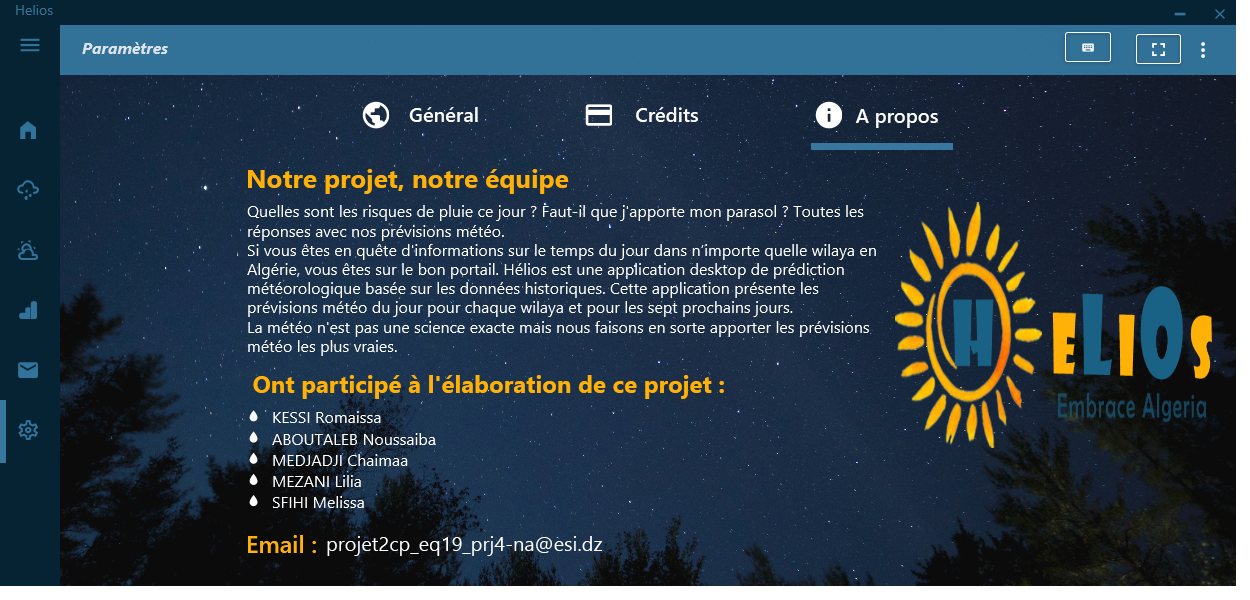 Helios
Paramètres
Général
Crédits
A propos
Notre projet, notre équipe
Quelles sont les risques de pluie ce jour ? Faut-il que j'apporte mon parasol ? Toutes les
réponses avec nos prévisions météo.
Si vous êtes en quête d'informations sur le temps du jour dans n'importe quelle wilaya en
Algérie, vous êtes sur le bon portail. Hélios est une application desktop de prédiction
météorologique basée sur les données historiques. Cette application présente les
prévisions météo du jour pour chaque wilaya et pour les sept prochains jours.
La météo n'est pas une science exacte mais nous faisons en sorte apporter les prévisions
météo les plus vraies.
HELIOS
Embrace Algeria
Ont participé à l'élaboration de ce projet :
KESSI Romaissa
ABOUTALEB Noussaiba
MEDJADJI Chaimaa
MEZANI Lilia
SFIHI Melissa
Email : projet2cp_eq19_prj4-na@esi.dz